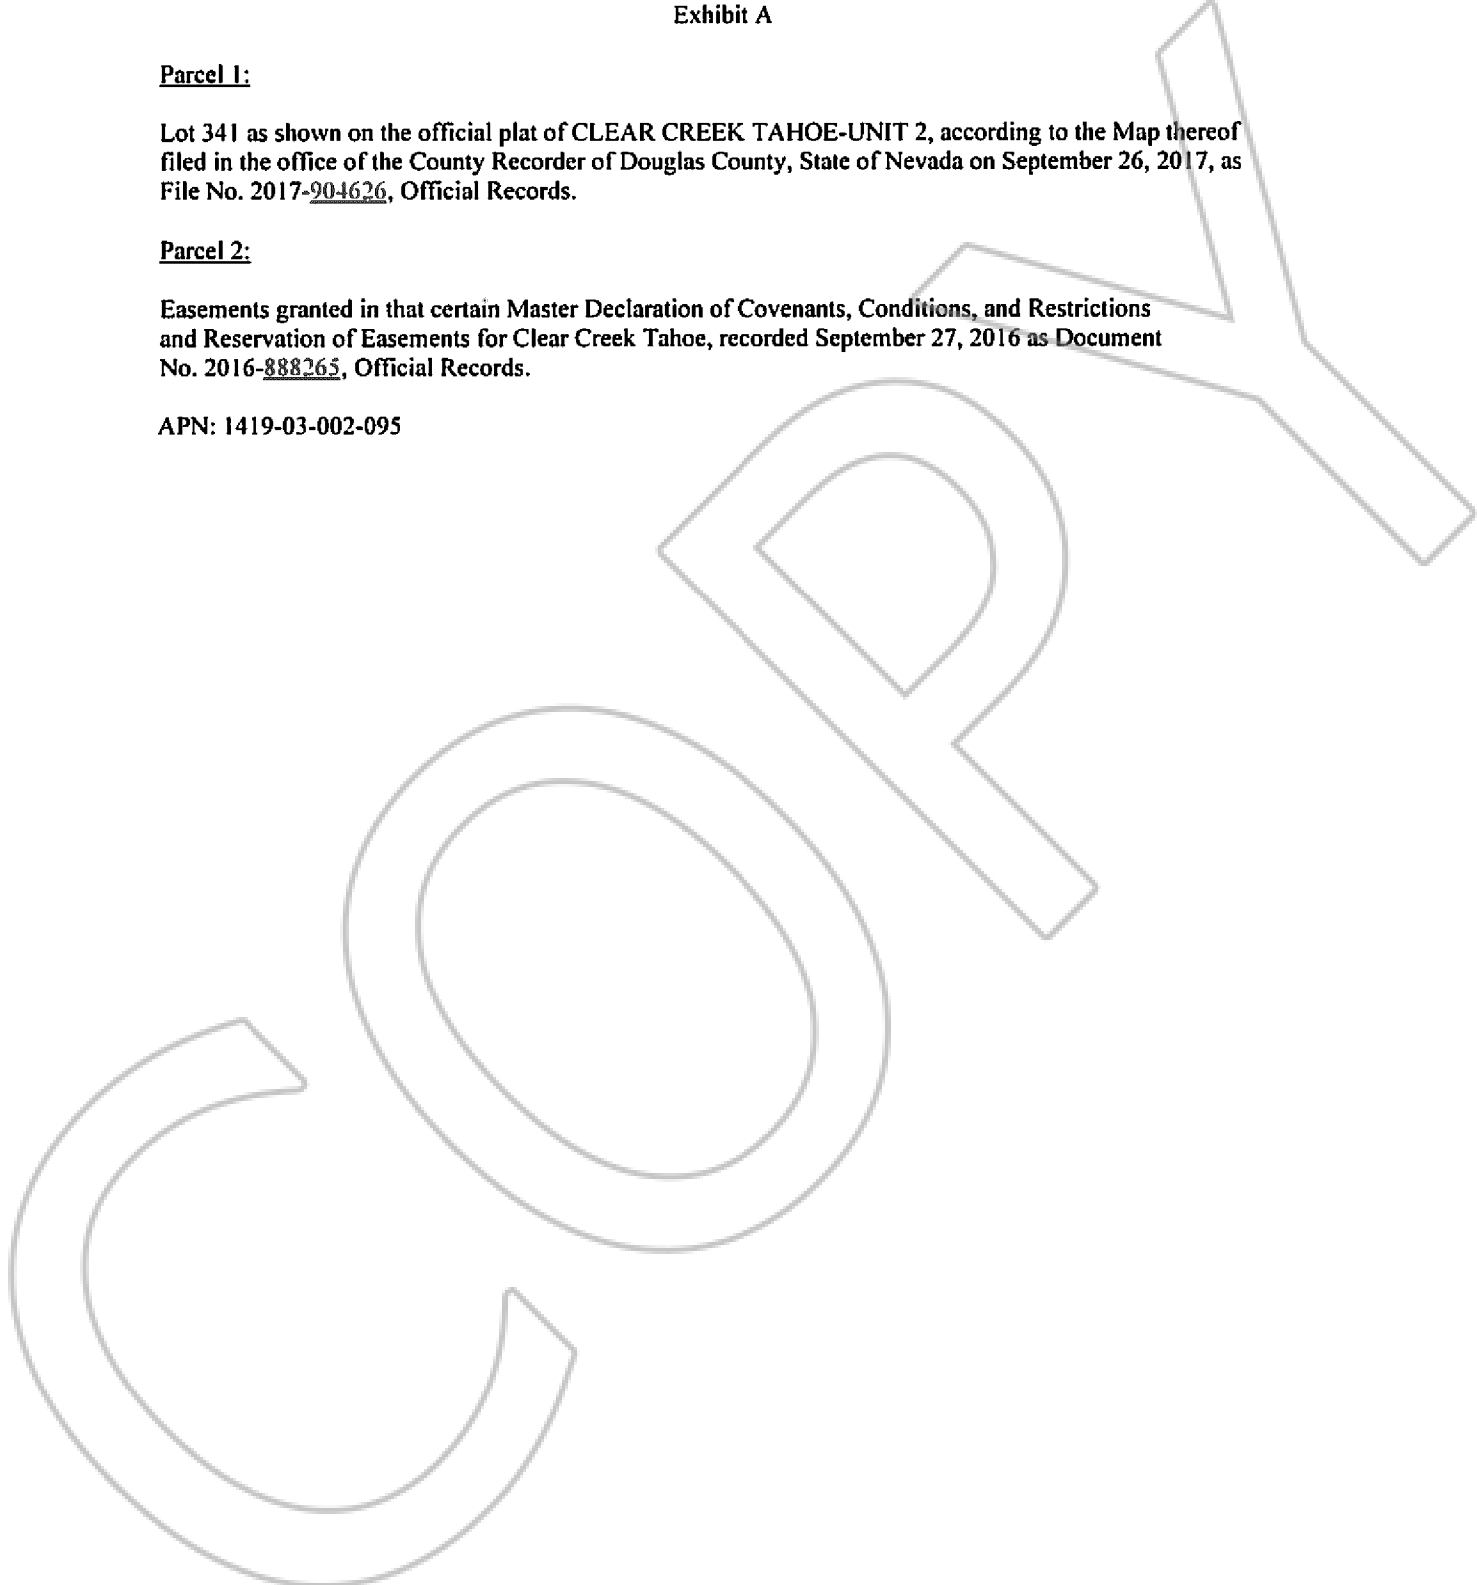 Exhibit A
Parcel 1:
Lot 341 as shown on the official plat of CLEAR CREEK TAHOE-UNIT 2, according to the Map thereof
filed in the office of the County Recorder of Douglas County, State of Nevada on September 26, 2017, as
File No. 2017-904626, Official Records.
Parcel 2:
Easements granted in that certain Master Declaration of Covenants, Conditions, and Restrictions
and Reservation of Easements for Clear Creek Tahoe, recorded September 27, 2016 as Document
No. 2016-888265, Official Records.
APN: 1419-03-002-095
COPY